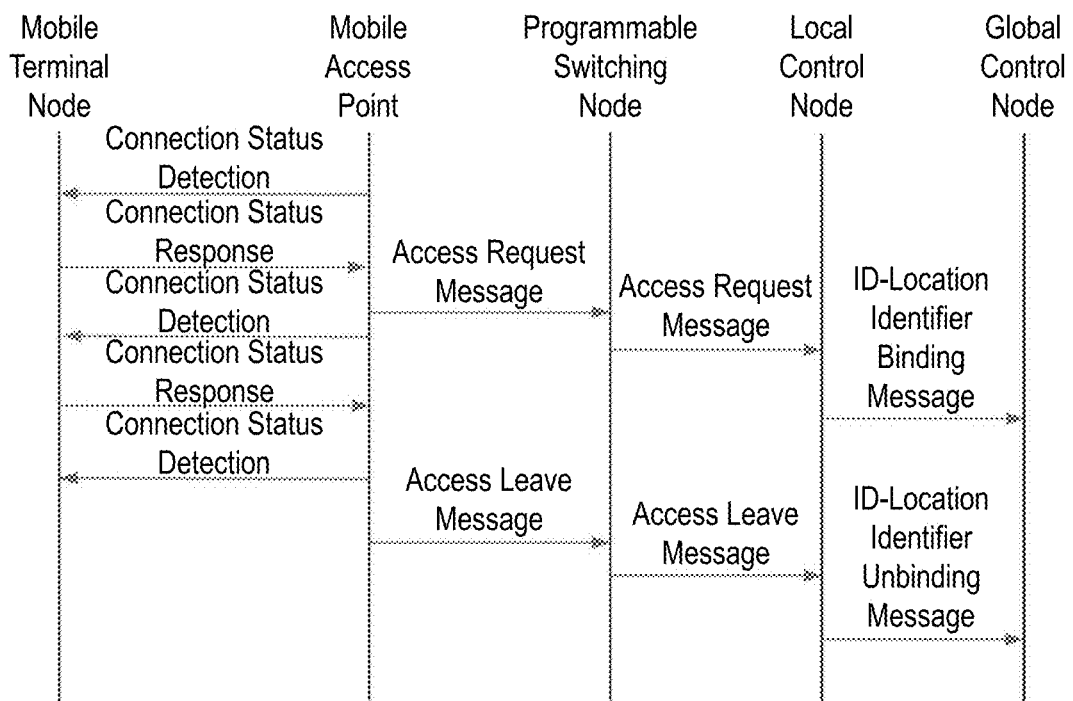 Mobile
Terminal
Node
Mobile
Access
Point
Programmable
Switching
Node
Local
Control
Node
Global
Control
Node
Connection Status
Detection
Connection Status
Response
Connection Status
Detection
Connection Status
Response
Connection Status
Detection
Access Request
Message
Access Request
Message
ID-Location
Identifier
Binding
Message
Access Leave
Message
Access Leave
Message
ID-Location
Identifier
Unbinding
Message